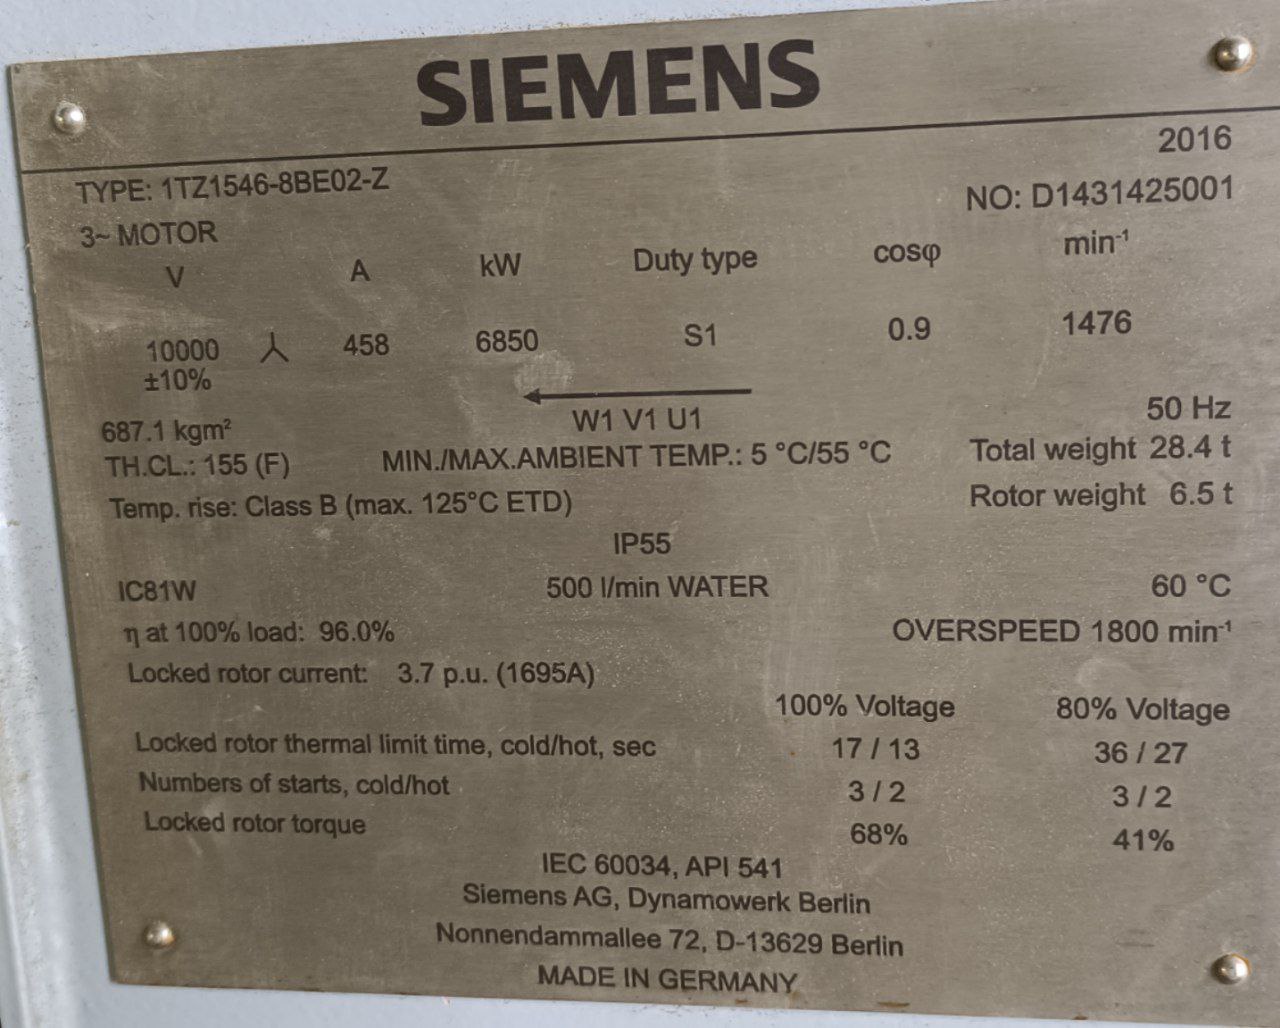 SIEMENS
2016
TYPE: 1TZ1546-8BE02-Z
NO: D1431425001
3~ MOTOR
V A kW Duty type cosφ min⁻¹
10000 458 6850 S1 0.9 1476
±10%
W1 V1 U1
50 Hz
687.1 kgm²
TH.CL.: 155 (F) MIN./MAX.AMBIENT TEMP.: 5 °C/55 °C Total weight 28.4 t
Temp. rise: Class B (max. 125°C ETD) Rotor weight 6.5 t
IP55
IC81W 500 l/min WATER 60 °C
η at 100% load: 96.0% OVERSPEED 1800 min⁻¹
Locked rotor current: 3.7 p.u. (1695A)
100% Voltage 80% Voltage
Locked rotor thermal limit time, cold/hot, sec 17 / 13 36 / 27
Numbers of starts, cold/hot 3 / 2 3 / 2
Locked rotor torque 68% 41%
IEC 60034, API 541
Siemens AG, Dynamowerk Berlin
Nonnendammallee 72, D-13629 Berlin
MADE IN GERMANY